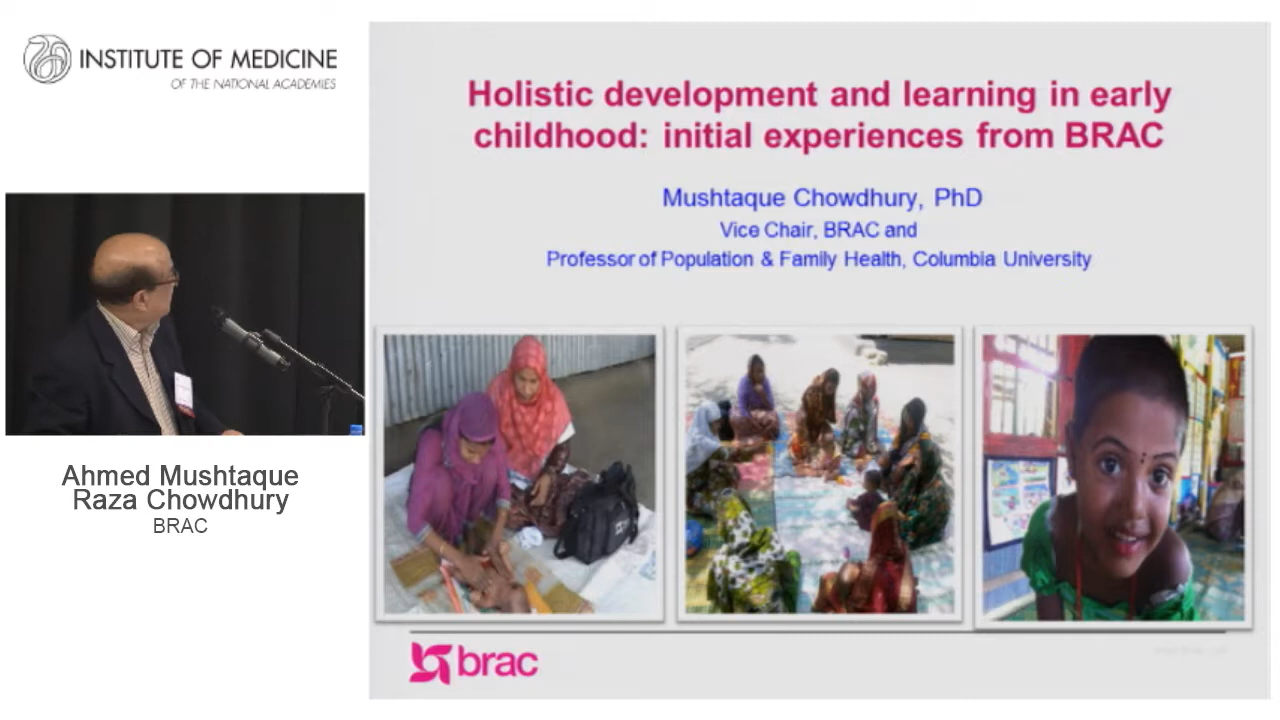 INSTITUTE OF MEDICINE
OF THE NATIONAL ACADEMIES
Holistic development and learning in early
childhood: initial experiences from BRAC
Mushtaque Chowdhury, PhD
Vice Chair, BRAC and
Professor of Population & Family Health, Columbia University
Ahmed Mushtaque
Raza Chowdhury
BRAC
brac